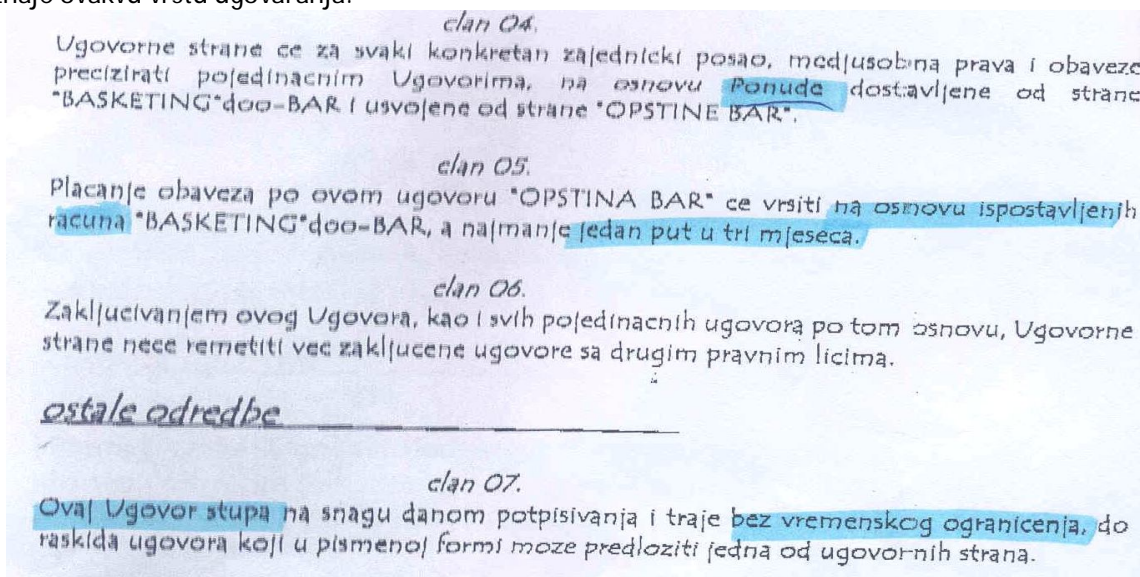 znaje ovakvu vrstu ugovaranja.
clan 04.
Ugovorne strane ce za svaki konkretan zajednicki posao, medjusobna prava i obaveze
precizirati pojedinacnim Ugovorima, na osnovu Ponude dostavljene od strane
"BASKETING"doo-BAR i usvojene od strane "OPSTINE BAR".
clan 05.
Placanje obaveza po ovom ugovoru "OPSTINA BAR" ce vrsiti na osnovu ispostavljenih
racuna "BASKETING"doo-BAR, a najmanje jedan put u tri mjeseca.
clan 06.
Zakljucivanjem ovog Ugovora, kao i svih pojedinacnih ugovora po tom osnovu, Ugovorne
strane nece remetiti vec zakljucene ugovore sa drugim pravnim licima.
ostale odredbe
clan 07.
Ovaj Ugovor stupa na snagu danom potpisivanja i traje bez vremenskog ogranicenja, do
raskida ugovora koji u pismenoj formi moze predloziti jedna od ugovornih strana.